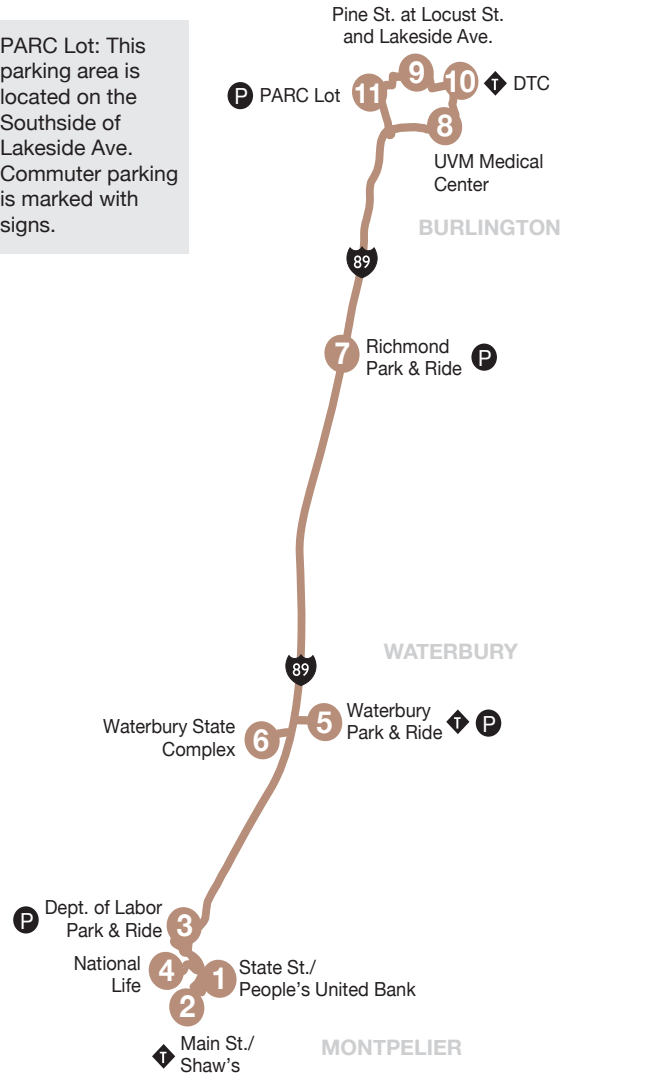 PARC Lot: This
parking area is
located on the
Southside of
Lakeside Ave.
Commuter parking
is marked with
signs.
Pine St. at Locust St.
and Lakeside Ave.
9
10
T DTC
P PARC Lot
11
8
UVM Medical
Center
BURLINGTON
89
7
Richmond
Park & Ride P
WATERBURY
89
5
Waterbury
Park & Ride T P
Waterbury State
Complex
6
P
Dept. of Labor
Park & Ride
3
National
Life
4
1
State St./
People's United Bank
2
T
Main St./
Shaw's
MONTPELIER